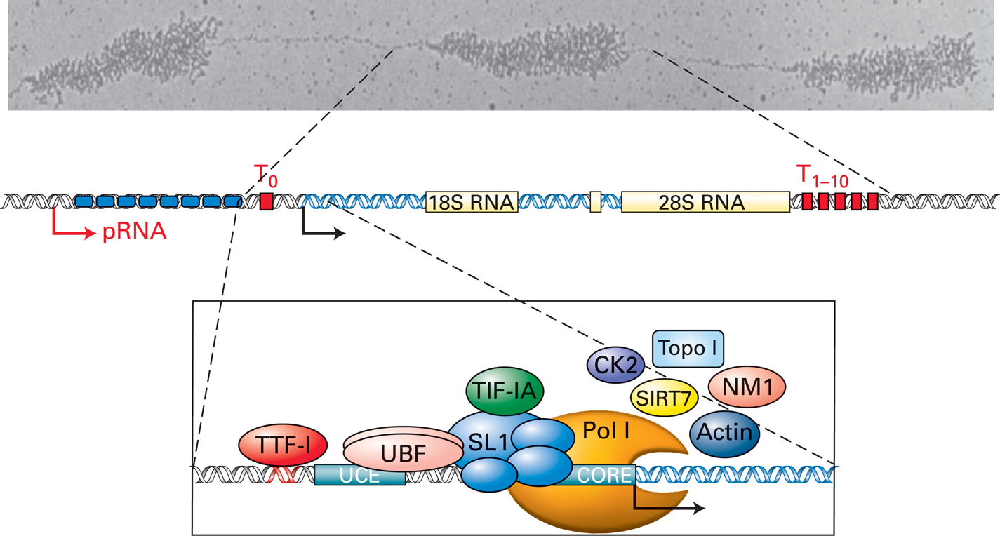 T0
T1–10
18S RNA
28S RNA
pRNA
Topo I
CK2
NM1
TIF-IA
SIRT7
Pol I
Actin
TTF-I
SL1
UBF
UCE
CORE